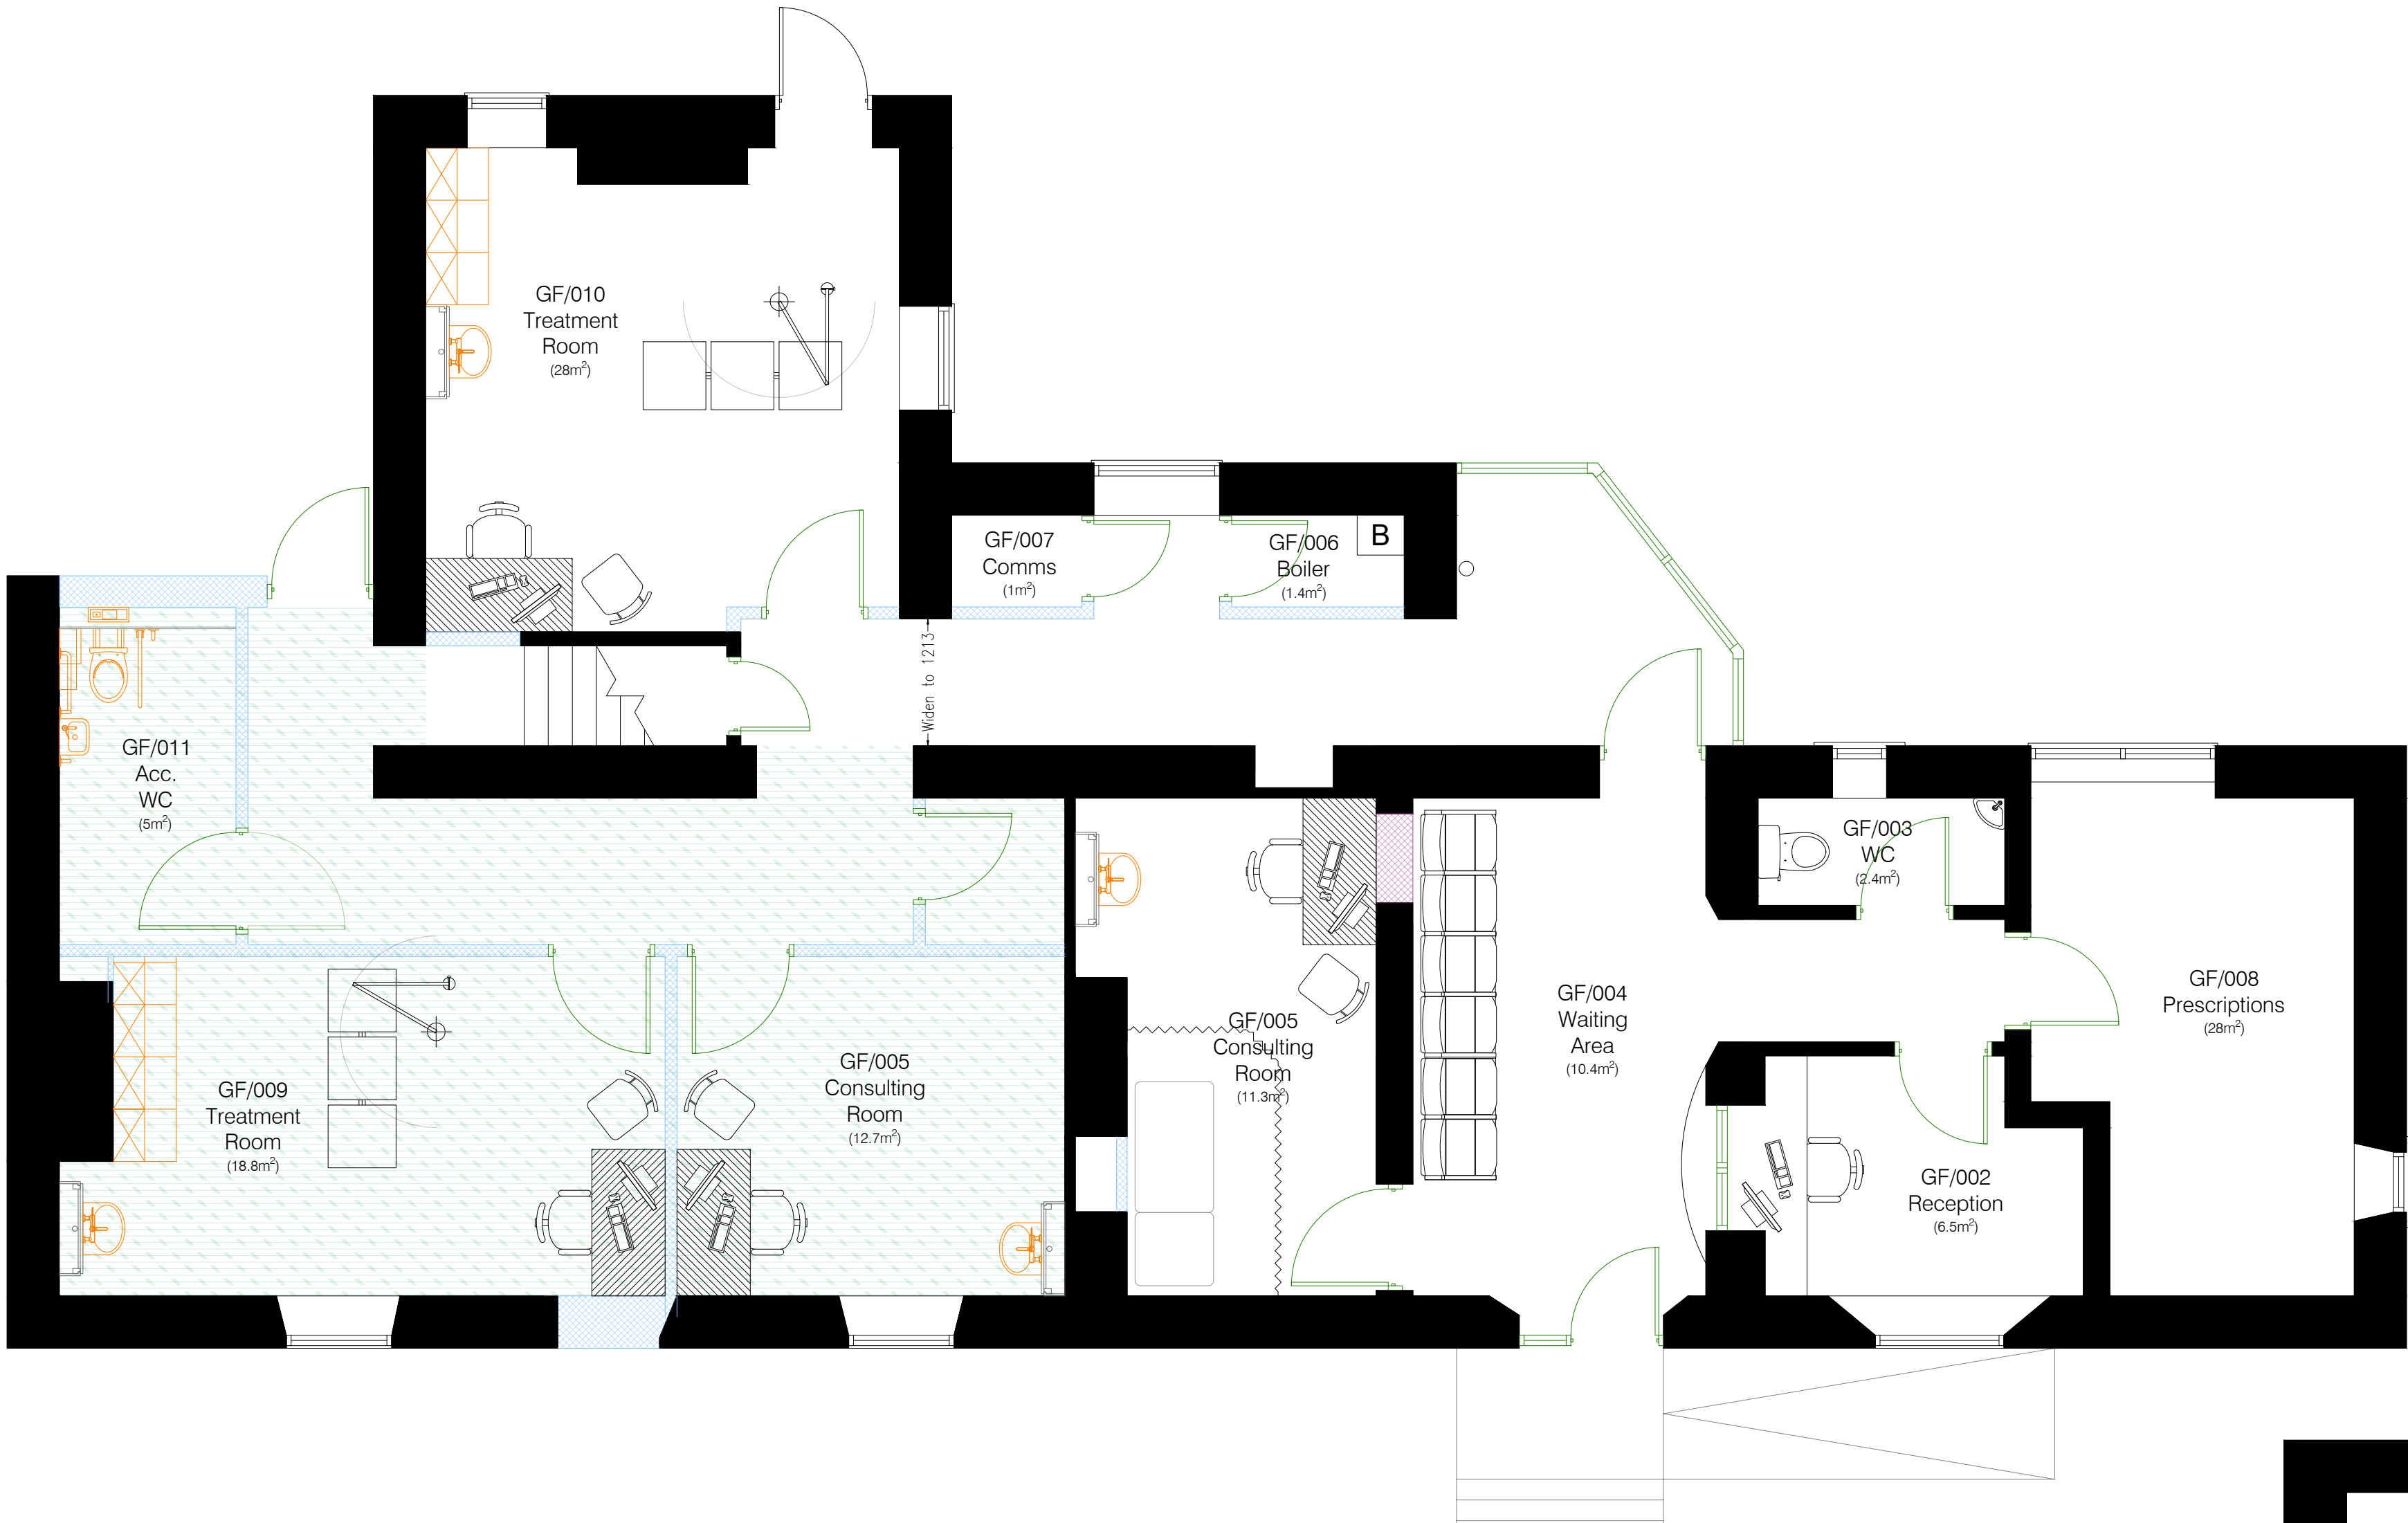 GF/010
Treatment
Room
(28m²)
GF/007
Comms
(1m²)
GF/006
Boiler
(1.4m²)
B
Widen to 1213
GF/011
Acc.
WC
(5m²)
GF/003
WC
(2.4m²)
GF/008
Prescriptions
(28m²)
GF/004
Waiting
Area
(10.4m²)
GF/005
Consulting
Room
(11.3m²)
GF/005
Consulting
Room
(12.7m²)
GF/009
Treatment
Room
(18.8m²)
GF/002
Reception
(6.5m²)